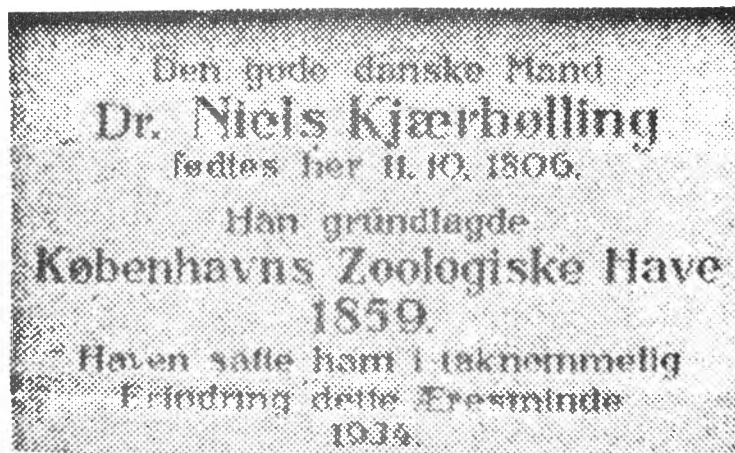 Den gode danske Mand
Dr. Niels Kjærbølling
fødtes her 11. 10. 1806.
Han grundlagde
Københavns Zoologiske Have
1859.
Haven satte ham i taknemmelig
Erindring dette Æresminde
1934.